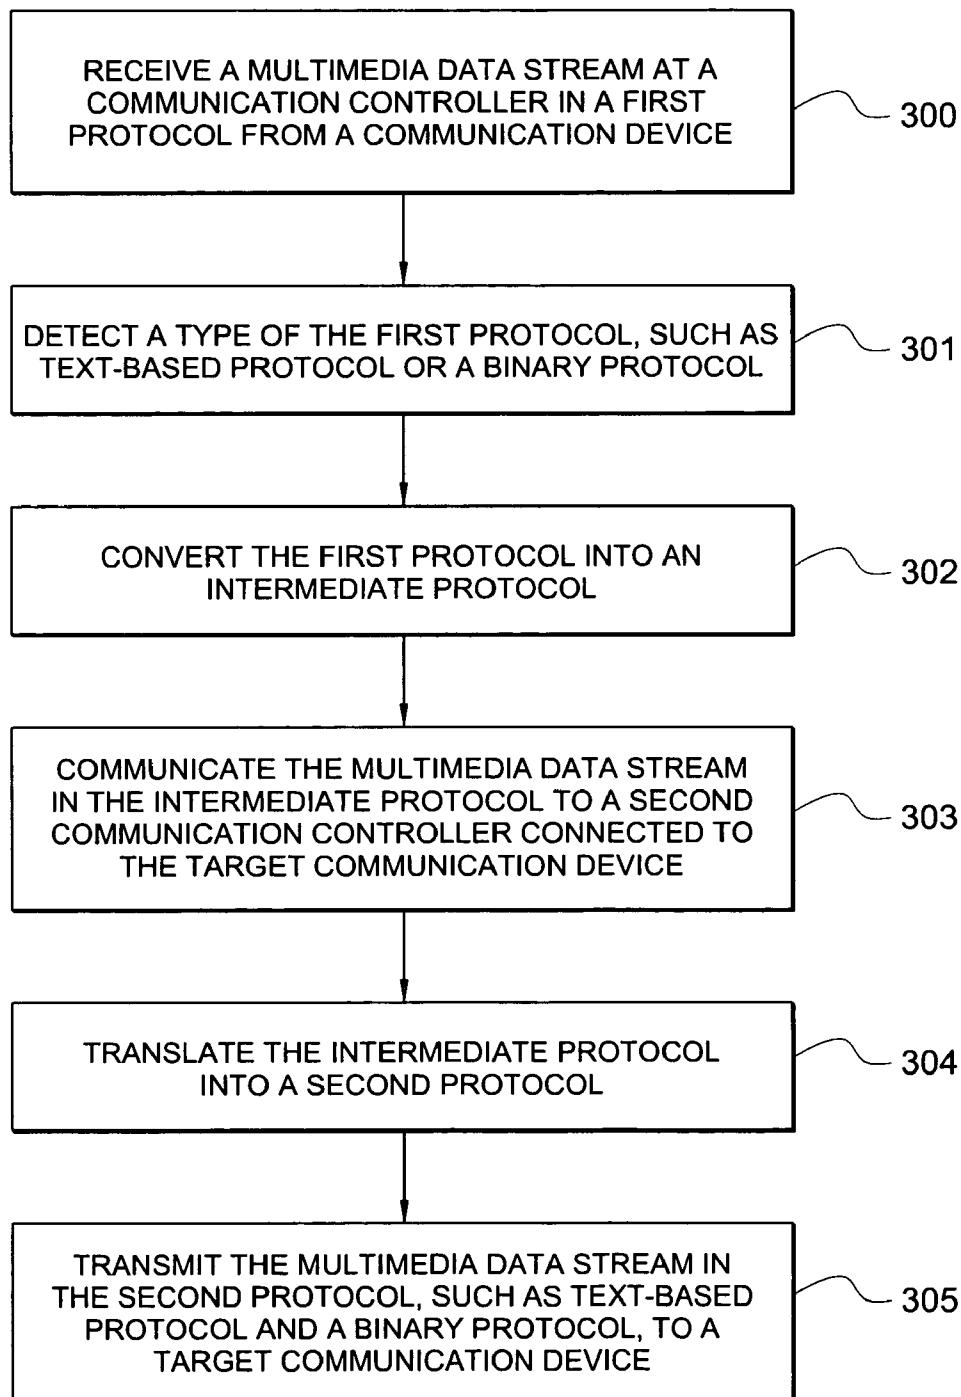 RECEIVE A MULTIMEDIA DATA STREAM AT A
COMMUNICATION CONTROLLER IN A FIRST
PROTOCOL FROM A COMMUNICATION DEVICE
300
DETECT A TYPE OF THE FIRST PROTOCOL, SUCH AS
TEXT-BASED PROTOCOL OR A BINARY PROTOCOL
301
CONVERT THE FIRST PROTOCOL INTO AN
INTERMEDIATE PROTOCOL
302
COMMUNICATE THE MULTIMEDIA DATA STREAM
IN THE INTERMEDIATE PROTOCOL TO A SECOND
COMMUNICATION CONTROLLER CONNECTED TO
THE TARGET COMMUNICATION DEVICE
303
TRANSLATE THE INTERMEDIATE PROTOCOL
INTO A SECOND PROTOCOL
304
TRANSMIT THE MULTIMEDIA DATA STREAM IN
THE SECOND PROTOCOL, SUCH AS TEXT-BASED
PROTOCOL AND A BINARY PROTOCOL, TO A
TARGET COMMUNICATION DEVICE
305